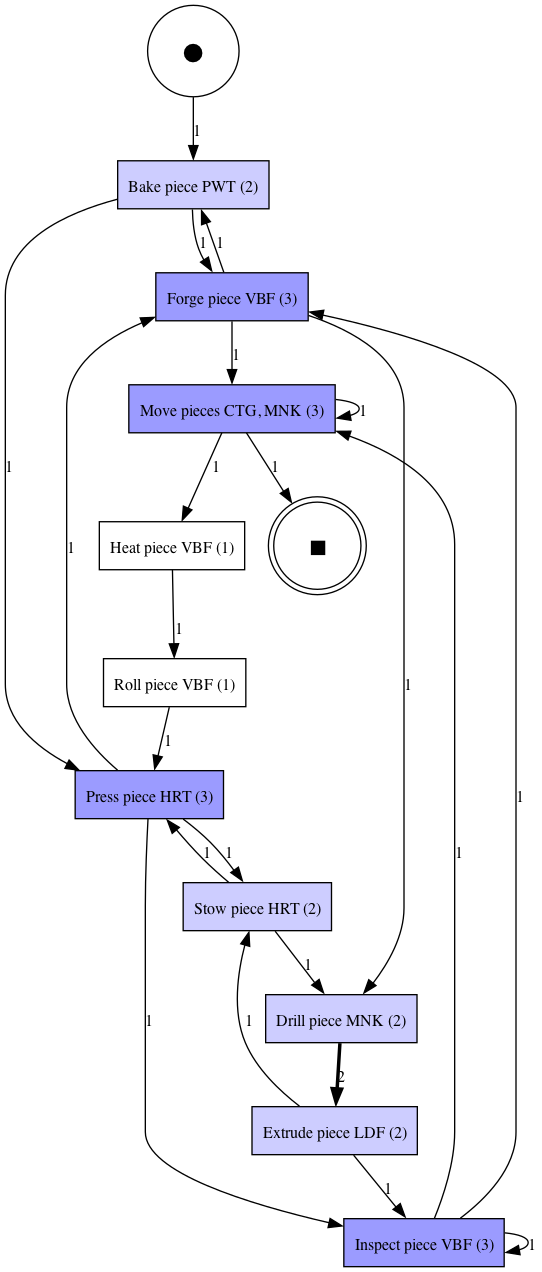 1
Bake piece PWT (2)
1
1
Forge piece VBF (3)
1
Move pieces CTG, MNK (3)
1
1
1
1
Heat piece VBF (1)
1
1
Roll piece VBF (1)
1
1
Press piece HRT (3)
1
1
1
1
Stow piece HRT (2)
1
Drill piece MNK (2)
1
1
2
Extrude piece LDF (2)
1
Inspect piece VBF (3)
1